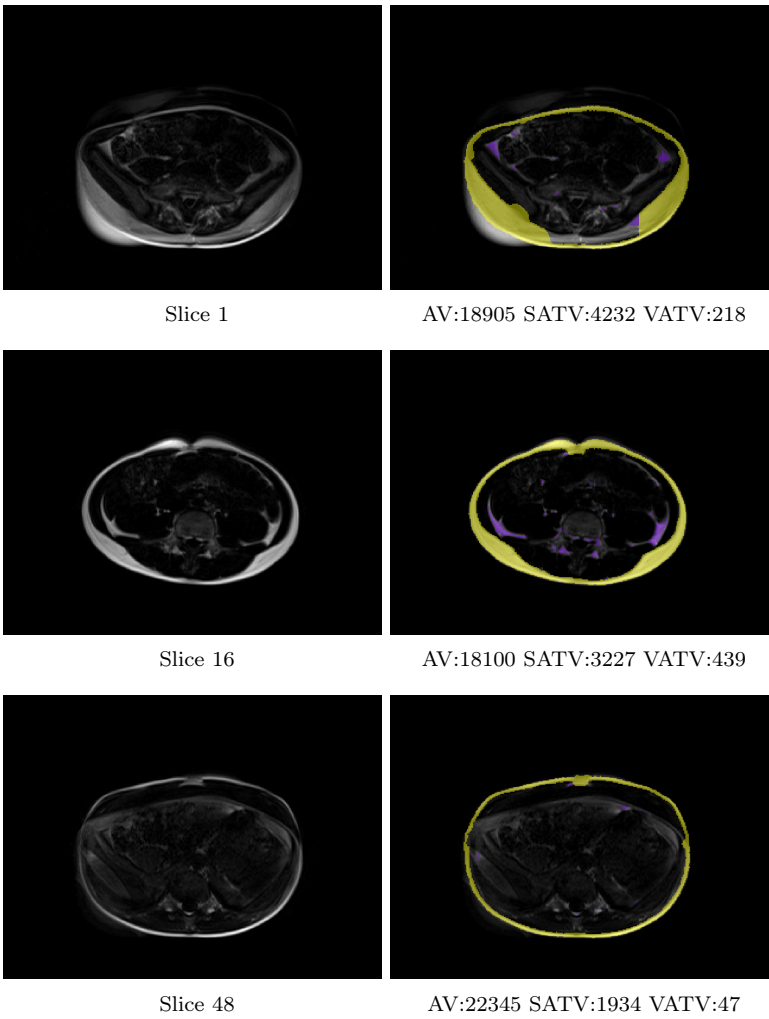 Slice 1
AV:18905 SATV:4232 VATV:218
Slice 16
AV:18100 SATV:3227 VATV:439
Slice 48
AV:22345 SATV:1934 VATV:47